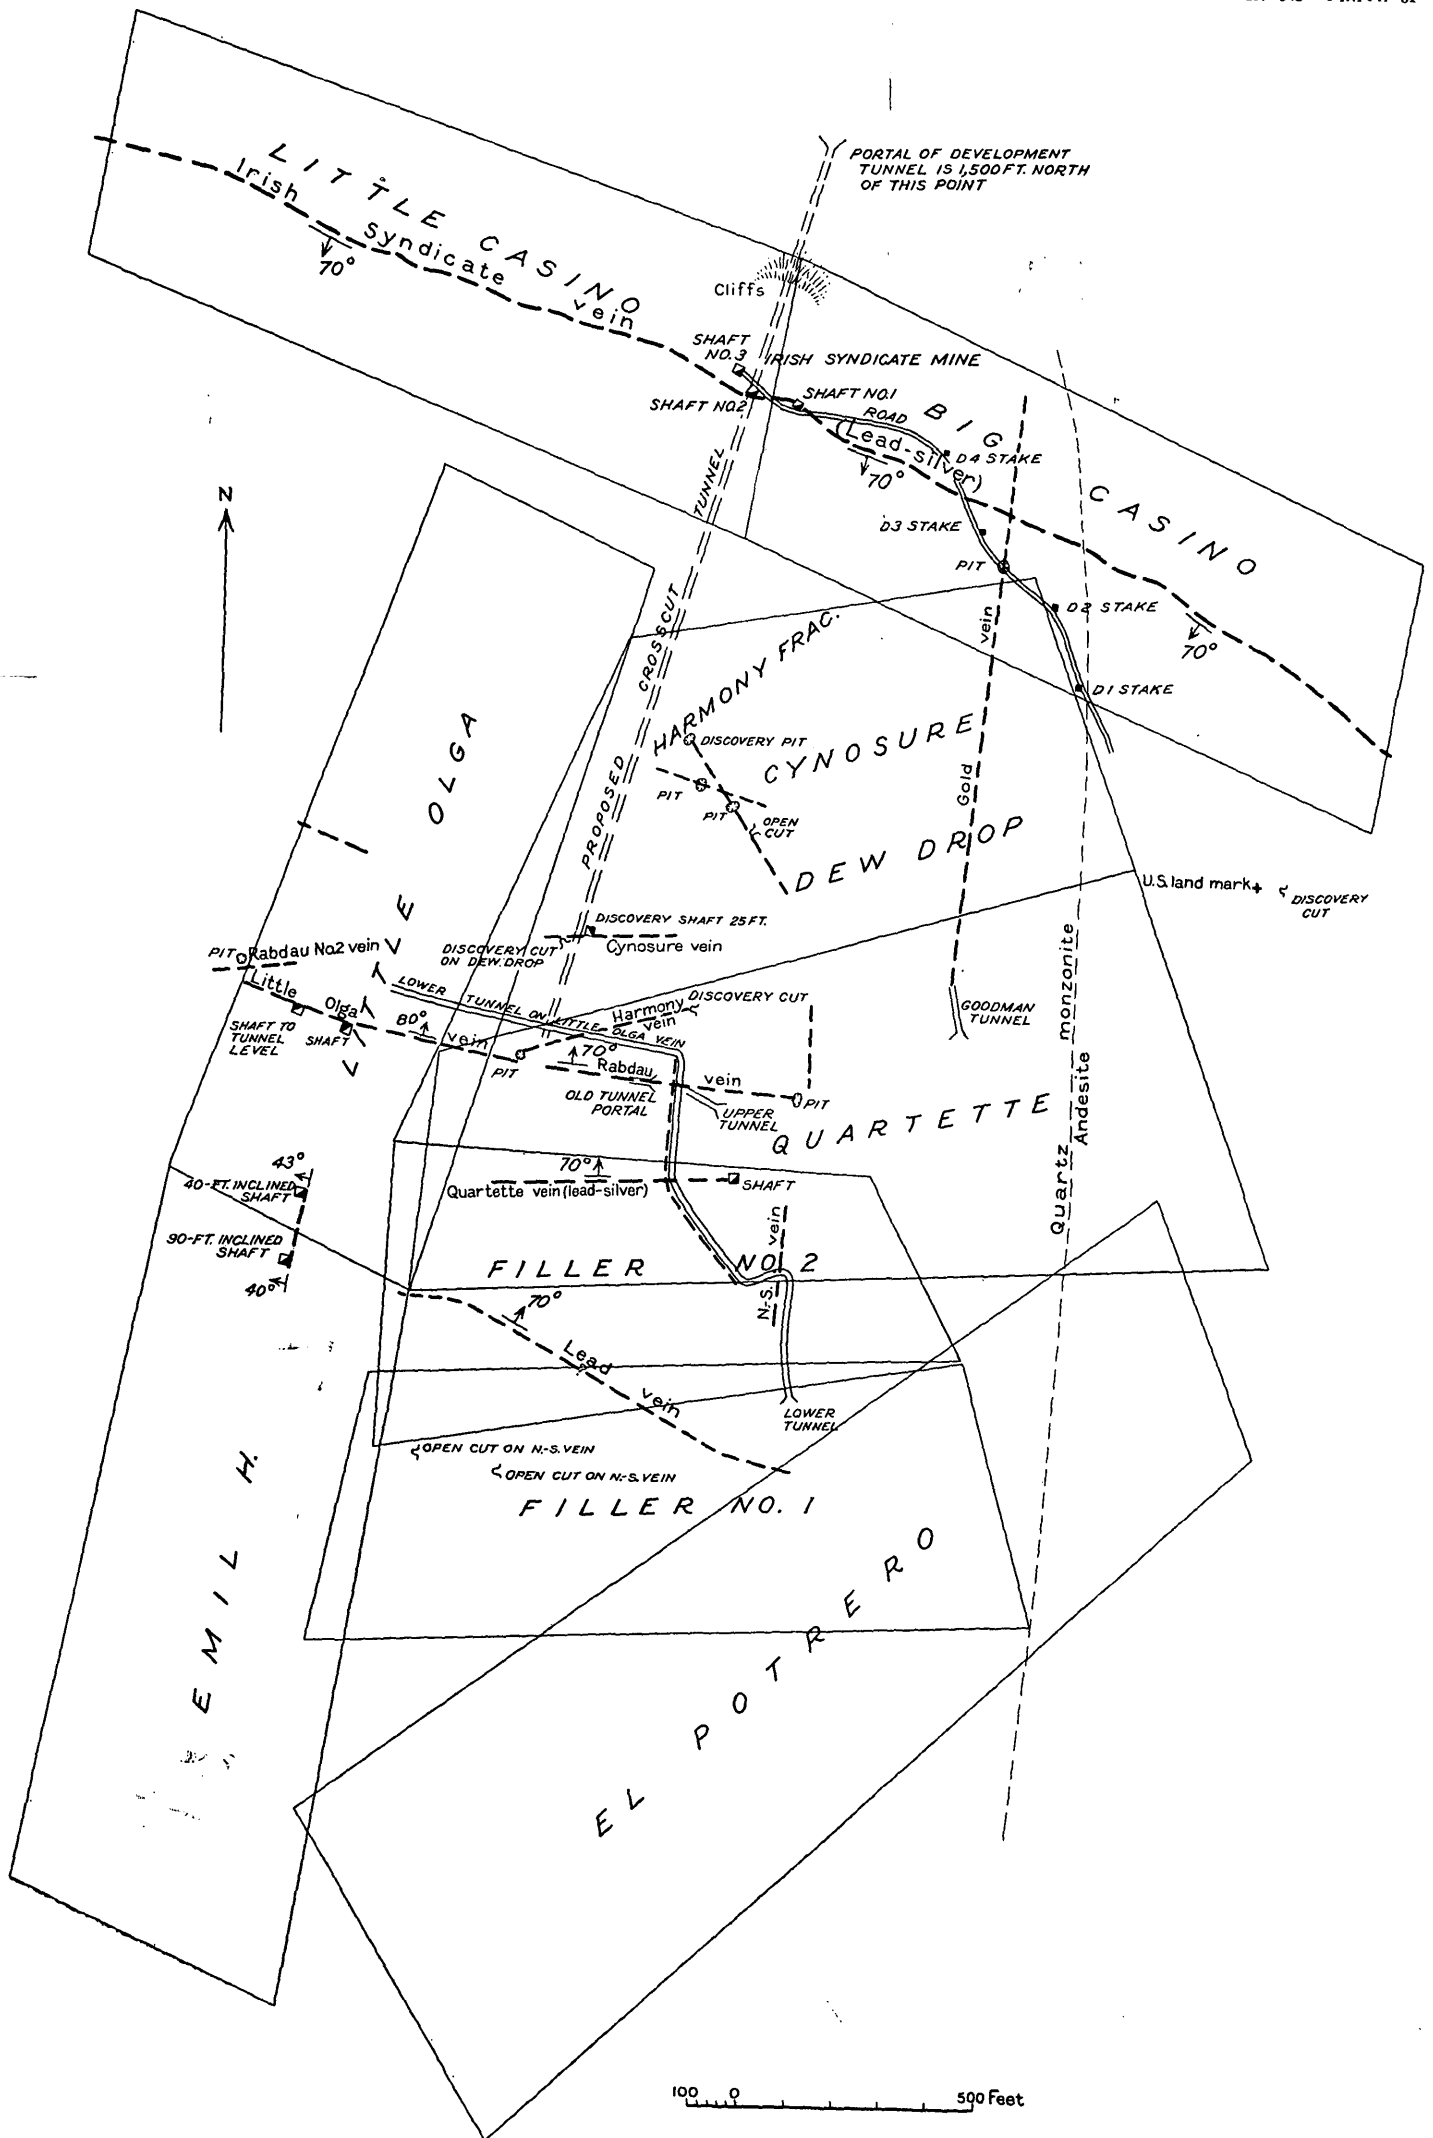 PORTAL OF DEVELOPMENT
TUNNEL IS 1,500 FT. NORTH
OF THIS POINT
LITTLE CASINO
Irish Syndicate vein
70°
Cliffs
SHAFT
NO.3
IRISH SYNDICATE MINE
SHAFT NO.2
SHAFT NO.1
ROAD
BIG CASINO
(Lead-silver)
70°
D4 STAKE
D3 STAKE
PIT
D2 STAKE
70°
D1 STAKE
N
PROPOSED CROSSCUT TUNNEL
HARMONY FRAC.
DISCOVERY PIT
CYNOSURE
Gold vein
PIT
PIT
OPEN
CUT
DEW DROP
U.S. land mark+
DISCOVERY
CUT
LITTLE OLGA
DISCOVERY SHAFT 25 FT.
DISCOVERY CUT
ON DEW DROP
Cynosure vein
PIT
Rabdau No.2 vein
Little Olga vein
LOWER TUNNEL ON LITTLE OLGA VEIN
Harmony
vein
DISCOVERY CUT
GOODMAN
TUNNEL
Quartz monzonite
Andesite
SHAFT TO
TUNNEL
LEVEL
SHAFT
80°
PIT
70°
Rabdau vein
OLD TUNNEL
PORTAL
UPPER
TUNNEL
PIT
QUARTETTE
43°
40-FT. INCLINED
SHAFT
70°
Quartette vein (lead-silver)
SHAFT
90-FT. INCLINED
SHAFT
40°
N.-S. vein
FILLER NO. 2
70°
Lead vein
LOWER
TUNNEL
OPEN CUT ON N.-S. VEIN
OPEN CUT ON N.-S. VEIN
FILLER NO. 1
EMIL H.
EL POTRERO
100 0 500 Feet